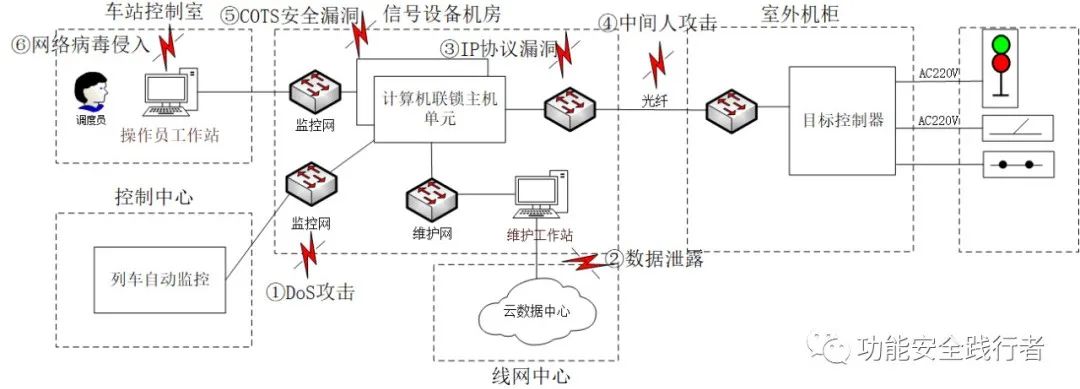 车站控制室
⑤COTS安全漏洞
信号设备机房
④中间人攻击
室外机柜
⑥网络病毒侵入
③IP协议漏洞
AC220V
计算机联锁主机
单元
光纤
调度员
操作员工作站
监控网
目标控制器
AC220V
控制中心
监控网
维护网
维护工作站
②数据泄露
列车自动监控
①DoS攻击
云数据中心
线网中心
功能安全践行者